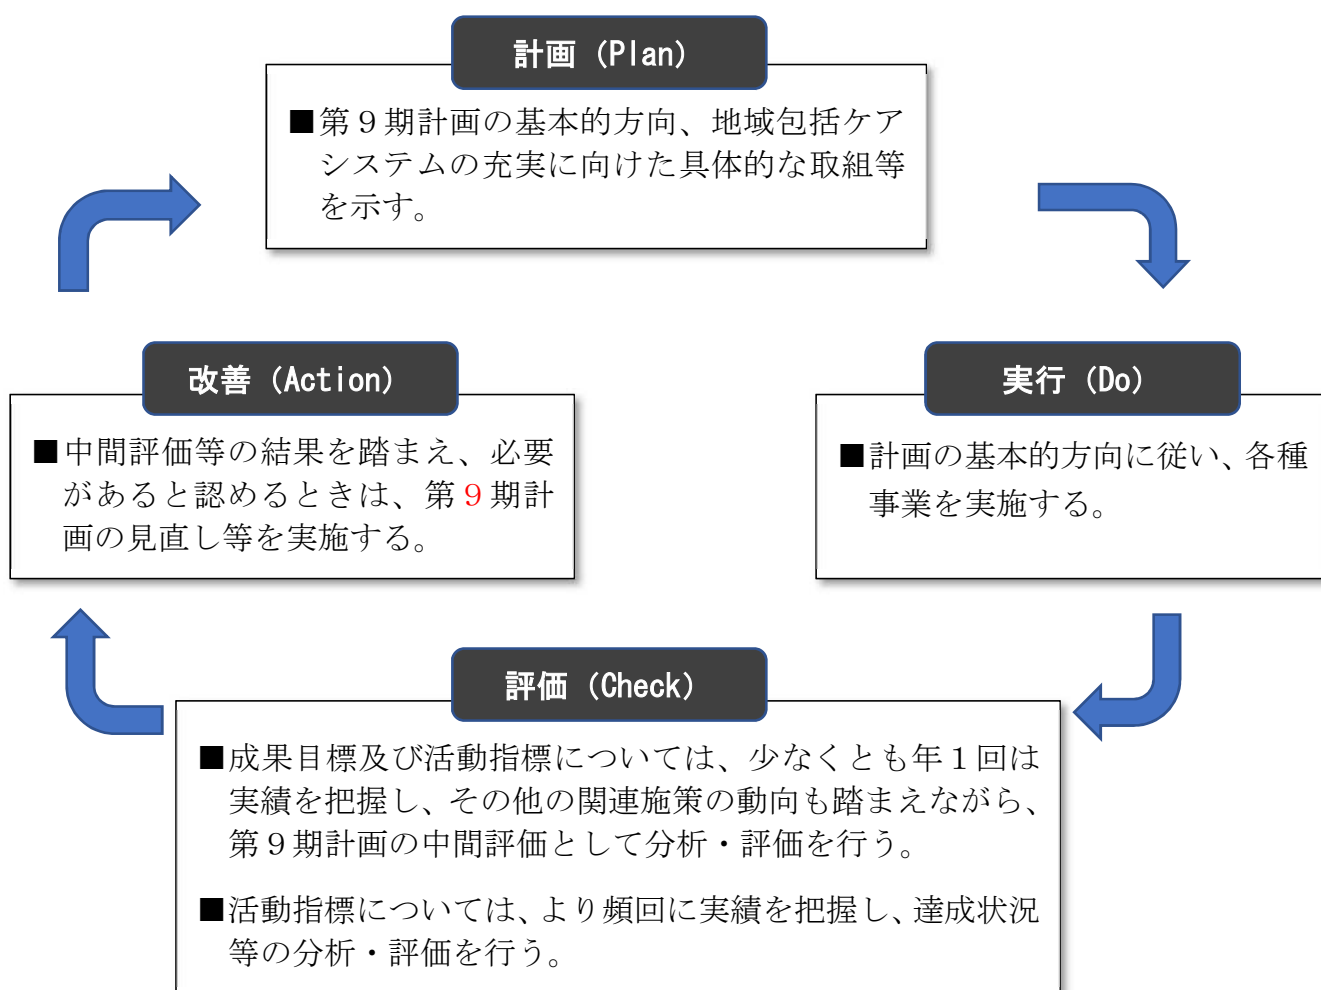 計画（Plan）
■第９期計画の基本的方向、地域包括ケア
システムの充実に向けた具体的な取組等
を示す。
改善（Action）
■中間評価等の結果を踏まえ、必要
があると認めるときは、第９期計
画の見直し等を実施する。
実行（Do）
■計画の基本的方向に従い、各種
事業を実施する。
評価（Check）
■成果目標及び活動指標については、少なくとも年１回は
実績を把握し、その他の関連施策の動向も踏まえながら、
第９期計画の中間評価として分析・評価を行う。
■活動指標については、より頻回に実績を把握し、達成状況
等の分析・評価を行う。